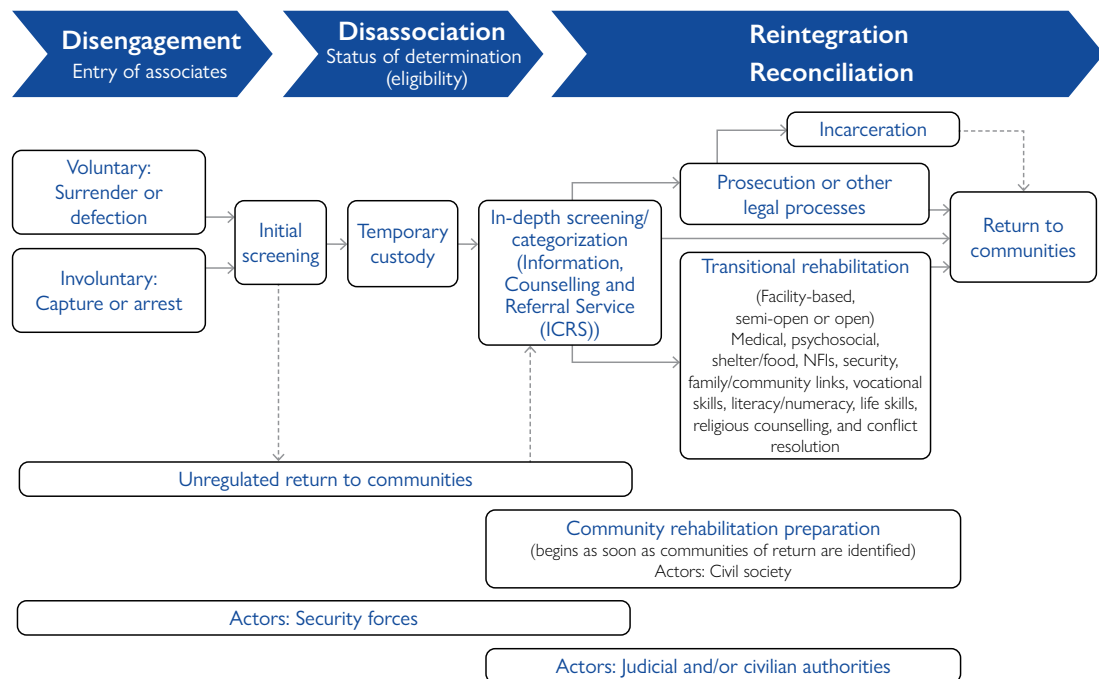 Disengagement
Entry of associates
Disassociation
Status of determination
(eligibility)
Reintegration
Reconciliation
Voluntary:
Surrender or
defection
Involuntary:
Capture or arrest
Initial
screening
Temporary
custody
In-depth screening/
categorization
(Information,
Counselling and
Referral Service
(ICRS))
Incarceration
Prosecution or other
legal processes
Return to
communities
Transitional rehabilitation
(Facility-based,
semi-open or open)
Medical, psychosocial,
shelter/food, NFIs, security,
family/community links, vocational
skills, literacy/numeracy, life skills,
religious counselling, and conflict
resolution
Unregulated return to communities
Community rehabilitation preparation
(begins as soon as communities of return are identified)
Actors: Civil society
Actors: Security forces
Actors: Judicial and/or civilian authorities